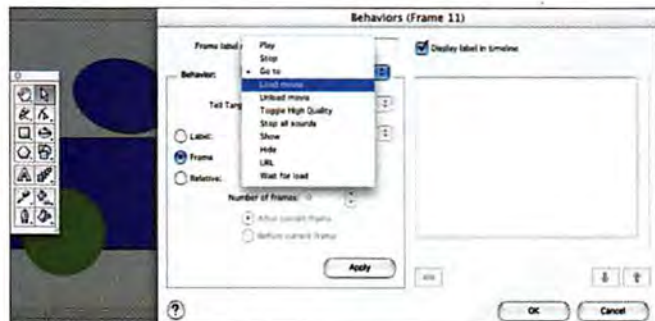 Behaviors (Frame 11)
Frame label
Display label in timeline
Behavior:
Play
Stop
Go to
Load movie
Unload movie
Toggle High Quality
Stop all sounds
Show
Hide
URL
Wait for load
Tell Targ
Label:
Frame
Relative:
Number of frames: 0
After current frame
Before current frame
Apply
?
OK
Cancel
A